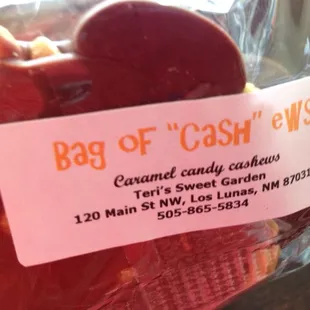 Bag of "Cash" ews
Caramel candy cashews
Teri's Sweet Garden
120 Main St NW, Los Lunas, NM 87031
505-865-5834